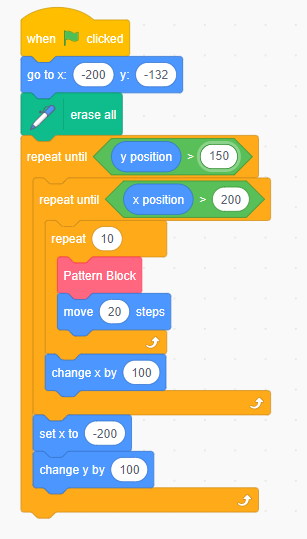 when clicked
go to x: -200 y: -132
erase all
repeat until y position > 150
repeat until x position > 200
repeat 10
Pattern Block
move 20 steps
change x by 100
set x to -200
change y by 100